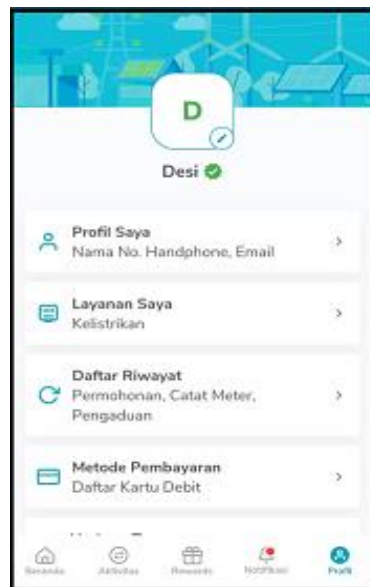 D
Desi
Profil Saya
Nama No. Handphone, Email
Layanan Saya
Kelistrikan
Daftar Riwayat
Permohonan, Catat Meter,
Pengaduan
Metode Pembayaran
Daftar Kartu Debit
Beranda Aktivitas Rewards Notifikasi Profil